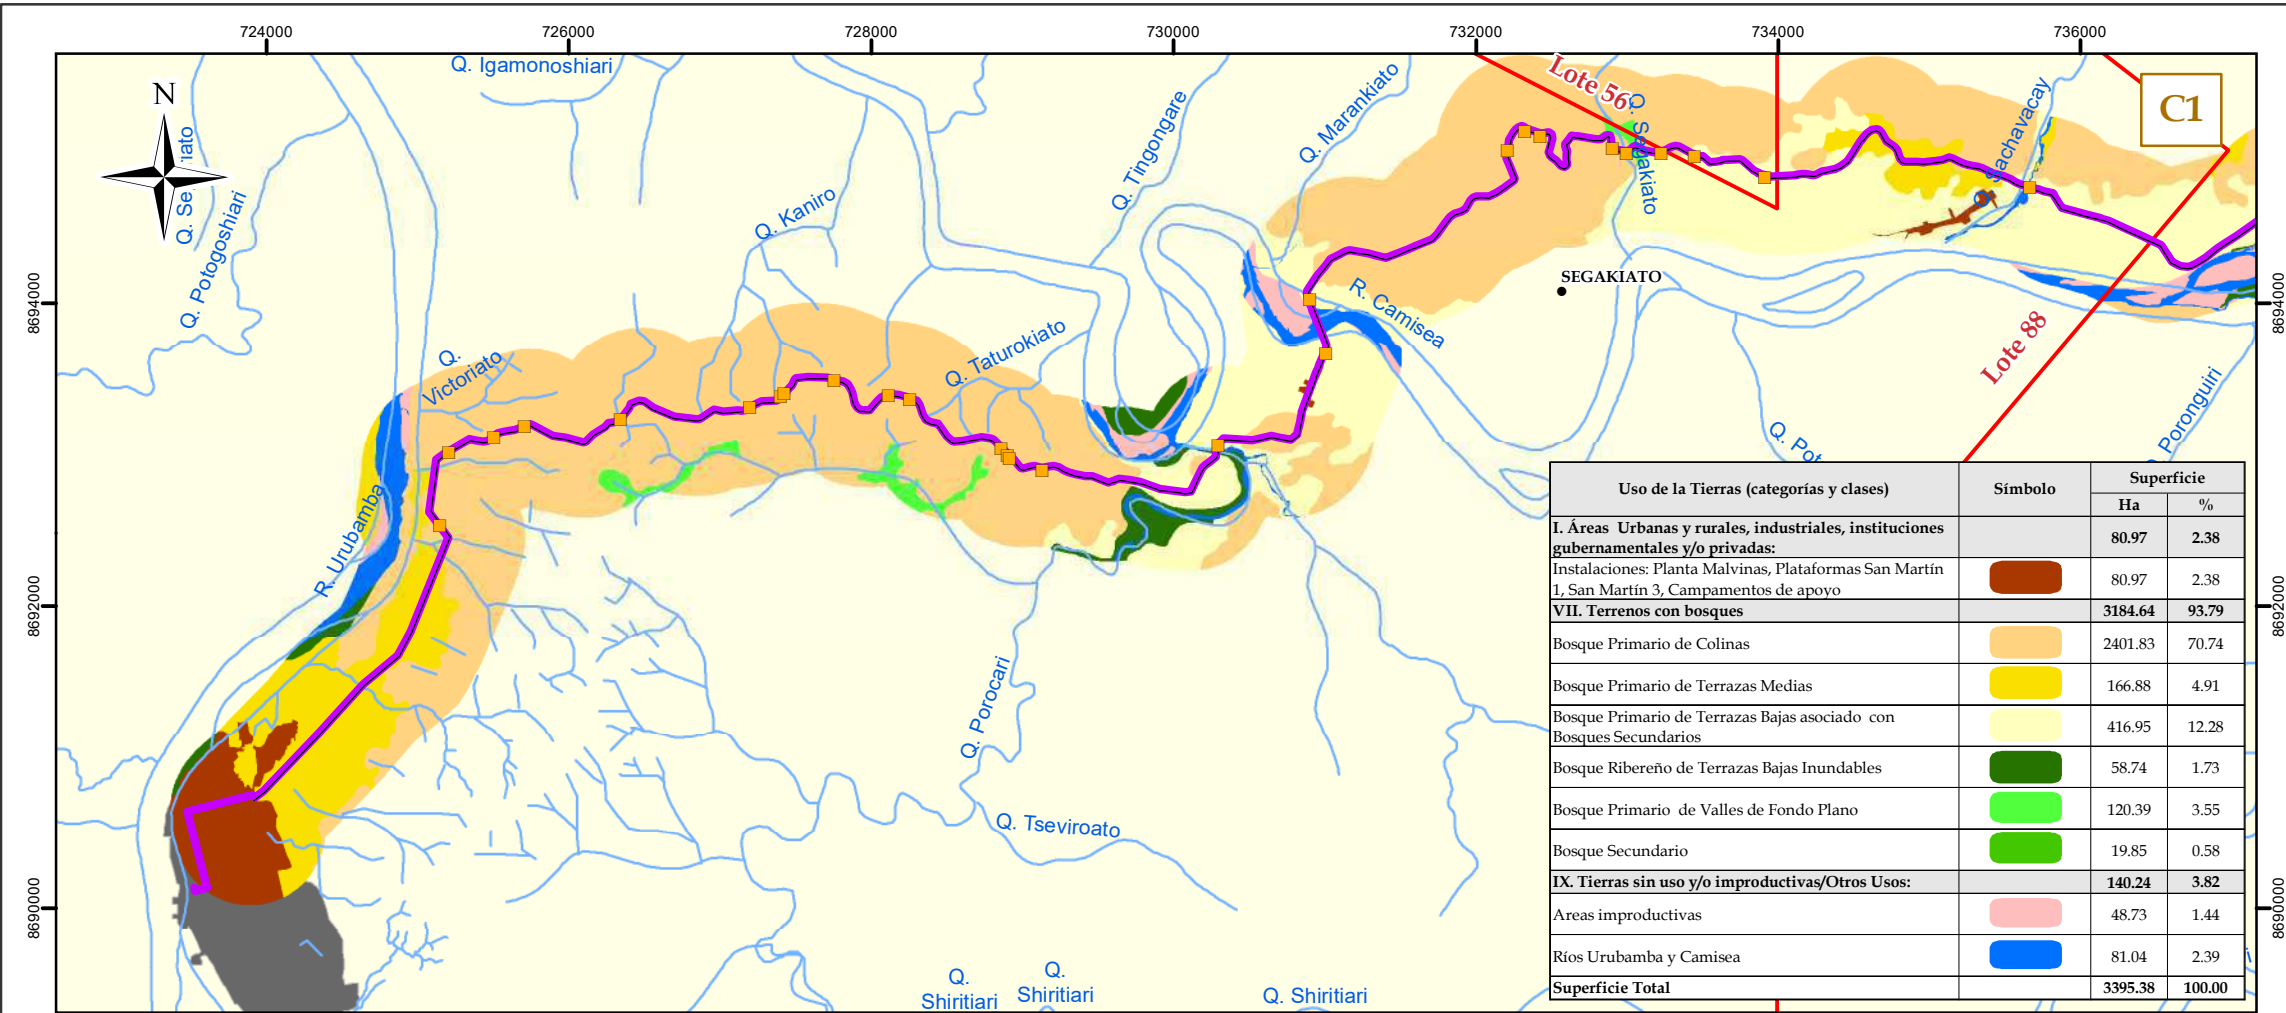 724000 726000 728000 730000 732000 734000 736000
N
C1
Q. Igamonoshiari
Q. Se
iato
Q. Potogoshiari
Q. Kaniro
Q. Tingongare
Q. Marankiato
Lote 56
Q. Segakiato
achavacay
SEGAKIATO
R. Camisea
Lote 88
Q. Poronguiri
Q. Pot
Q. Taturokiato
Q.
Victoriato
R. Urubamba
Q. Porocari
Q. Tseviroato
Q.
Shiritiari
Q.
Shiritiari
Q. Shiritiari
8694000
8692000
8690000
8694000
8692000
8690000
Uso de la Tierras (categorías y clases) Símbolo Superficie
Ha %
I. Áreas Urbanas y rurales, industriales, instituciones
gubernamentales y/o privadas: 80.97 2.38
Instalaciones: Planta Malvinas, Plataformas San Martín
1, San Martín 3, Campamentos de apoyo 80.97 2.38
VII. Terrenos con bosques 3184.64 93.79
Bosque Primario de Colinas 2401.83 70.74
Bosque Primario de Terrazas Medias 166.88 4.91
Bosque Primario de Terrazas Bajas asociado con
Bosques Secundarios 416.95 12.28
Bosque Ribereño de Terrazas Bajas Inundables 58.74 1.73
Bosque Primario de Valles de Fondo Plano 120.39 3.55
Bosque Secundario 19.85 0.58
IX. Tierras sin uso y/o improductivas/Otros Usos: 140.24 3.82
Areas improductivas 48.73 1.44
Ríos Urubamba y Camisea 81.04 2.39
Superficie Total 3395.38 100.00